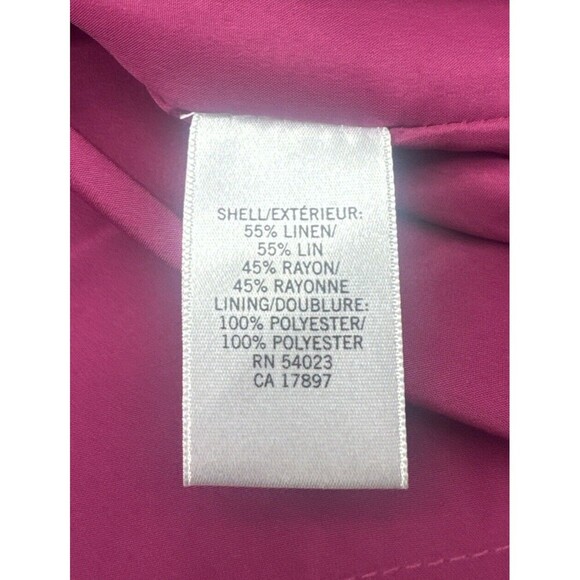 SHELL/EXTÉRIEUR:
55% LINEN/
55% LIN
45% RAYON/
45% RAYONNE
LINING/DOUBLURE:
100% POLYESTER/
100% POLYESTER
RN 54023
CA 17897